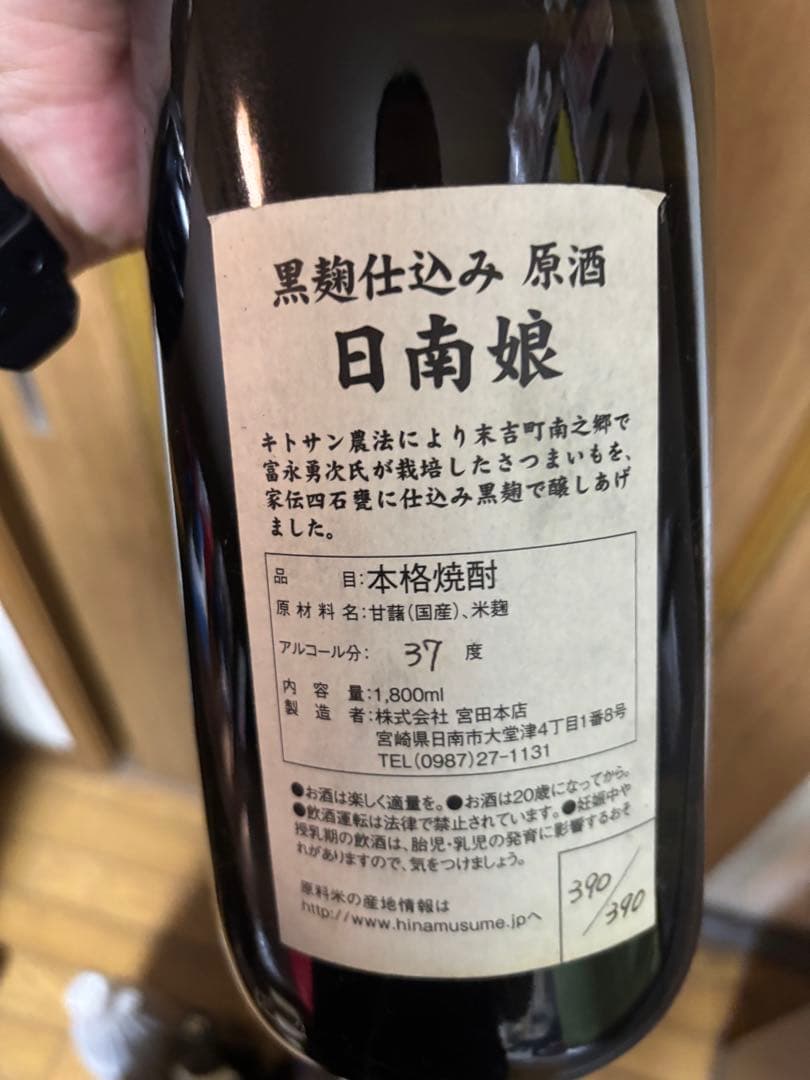 黒麹仕込み 原酒
日南娘
キトサン農法により末吉町南之郷で
富永勇次氏が栽培したさつまいもを、
家伝四石甕に仕込み黒麹で醸しあげ
ました。
品目:本格焼酎
原材料名:甘藷(国産)、米麹
アルコール分: 37 度
内容量:1,800ml
製造者:株式会社 宮田本店
宮崎県日南市大堂津4丁目1番8号
TEL(0987)27-1131
●お酒は楽しく適量を。●お酒は20歳になってから。
●飲酒運転は法律で禁止されています。●妊娠中や
授乳期の飲酒は、胎児・乳児の発育に影響するおそ
れがありますので、気をつけましょう。
原料米の産地情報は
http://www.hinamusume.jpへ
390/390